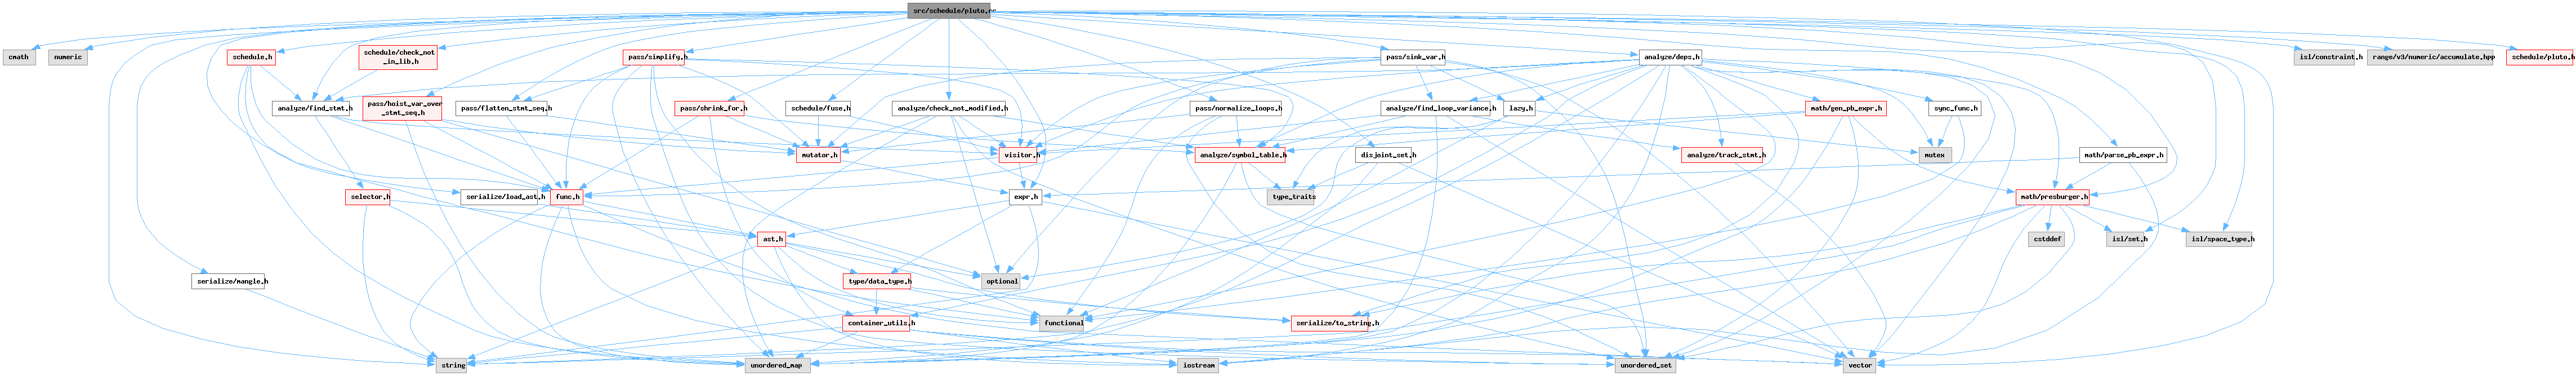 src/schedule/pluto.cc
cmath
numeric
schedule.h
schedule/check_not
_in_lib.h
pass/simplify.h
pass/sink_var.h
analyze/deps.h
isl/constraint.h
range/v3/numeric/accumulate.hpp
schedule/pluto.h
analyze/find_stmt.h
pass/hoist_var_over
_stmt_seq.h
pass/flatten_stmt_seq.h
pass/shrink_for.h
schedule/fuse.h
analyze/check_not_modified.h
pass/normalize_loops.h
analyze/find_loop_variance.h
lazy.h
math/gen_pb_expr.h
sync_func.h
mutator.h
visitor.h
analyze/symbol_table.h
disjoint_set.h
analyze/track_stmt.h
mutex
math/parse_pb_expr.h
selector.h
serialize/load_ast.h
func.h
expr.h
type_traits
math/presburger.h
ast.h
cstddef
isl/set.h
isl/space_type.h
serialize/mangle.h
type/data_type.h
optional
container_utils.h
functional
serialize/to_string.h
string
unordered_map
iostream
unordered_set
vector